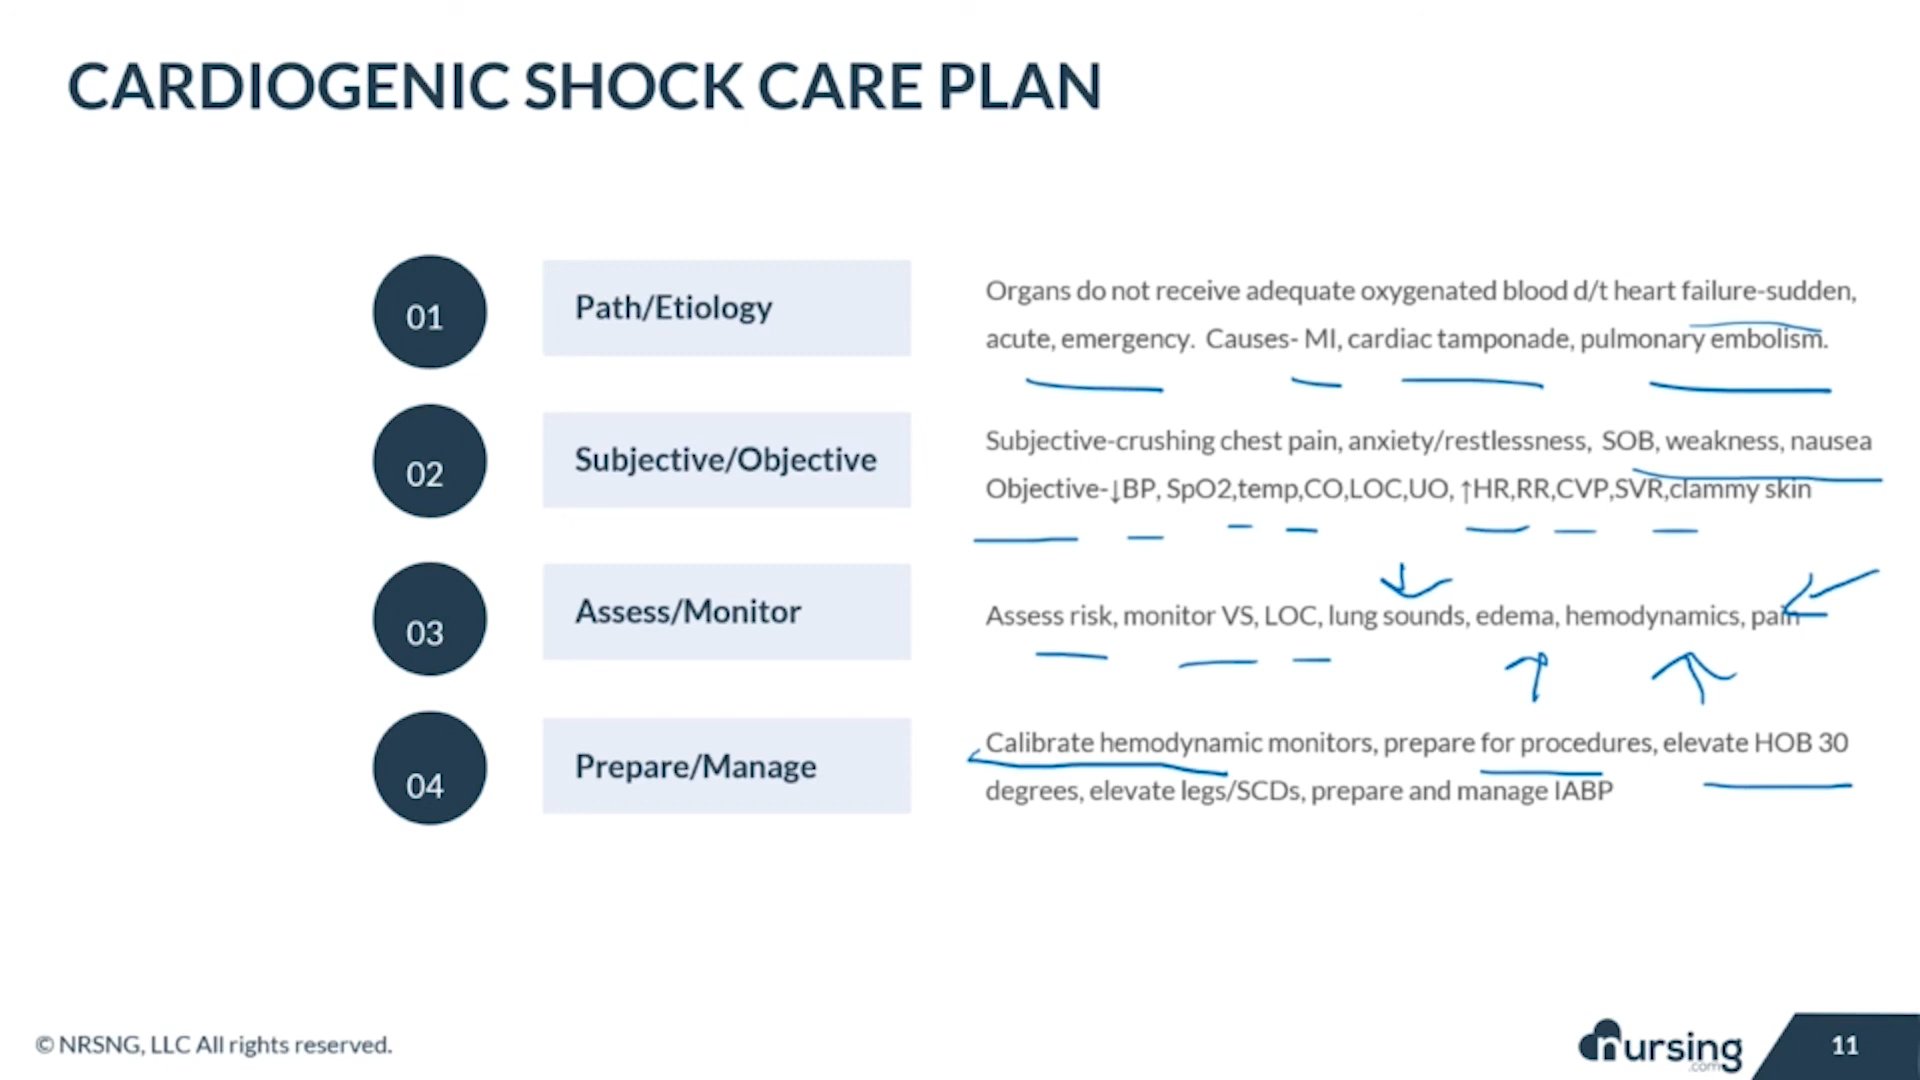 CARDIOGENIC SHOCK CARE PLAN
01
Path/Etiology
Organs do not receive adequate oxygenated blood d/t heart failure-sudden,
acute, emergency. Causes- MI, cardiac tamponade, pulmonary embolism.
02
Subjective/Objective
Subjective-crushing chest pain, anxiety/restlessness, SOB, weakness, nausea
Objective-↓BP, SpO2,temp,CO,LOC,UO, ↑HR,RR,CVP,SVR,clammy skin
03
Assess/Monitor
Assess risk, monitor VS, LOC, lung sounds, edema, hemodynamics, pain
04
Prepare/Manage
Calibrate hemodynamic monitors, prepare for procedures, elevate HOB 30
degrees, elevate legs/SCDs, prepare and manage IABP
© NRSNG, LLC All rights reserved.
nursing
.com
11